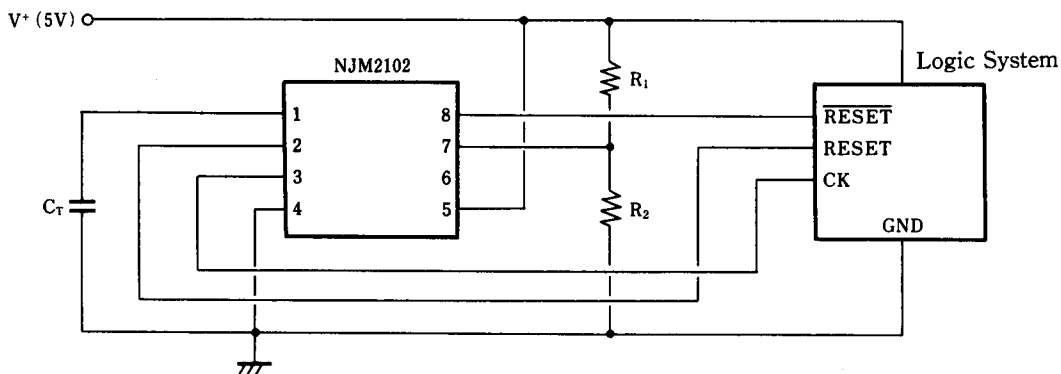 V⁺ (5V)
NJM2102
Logic System
R₁
1
8
RESET
2
7
RESET
3
6
CK
4
5
Cᴛ
R₂
GND